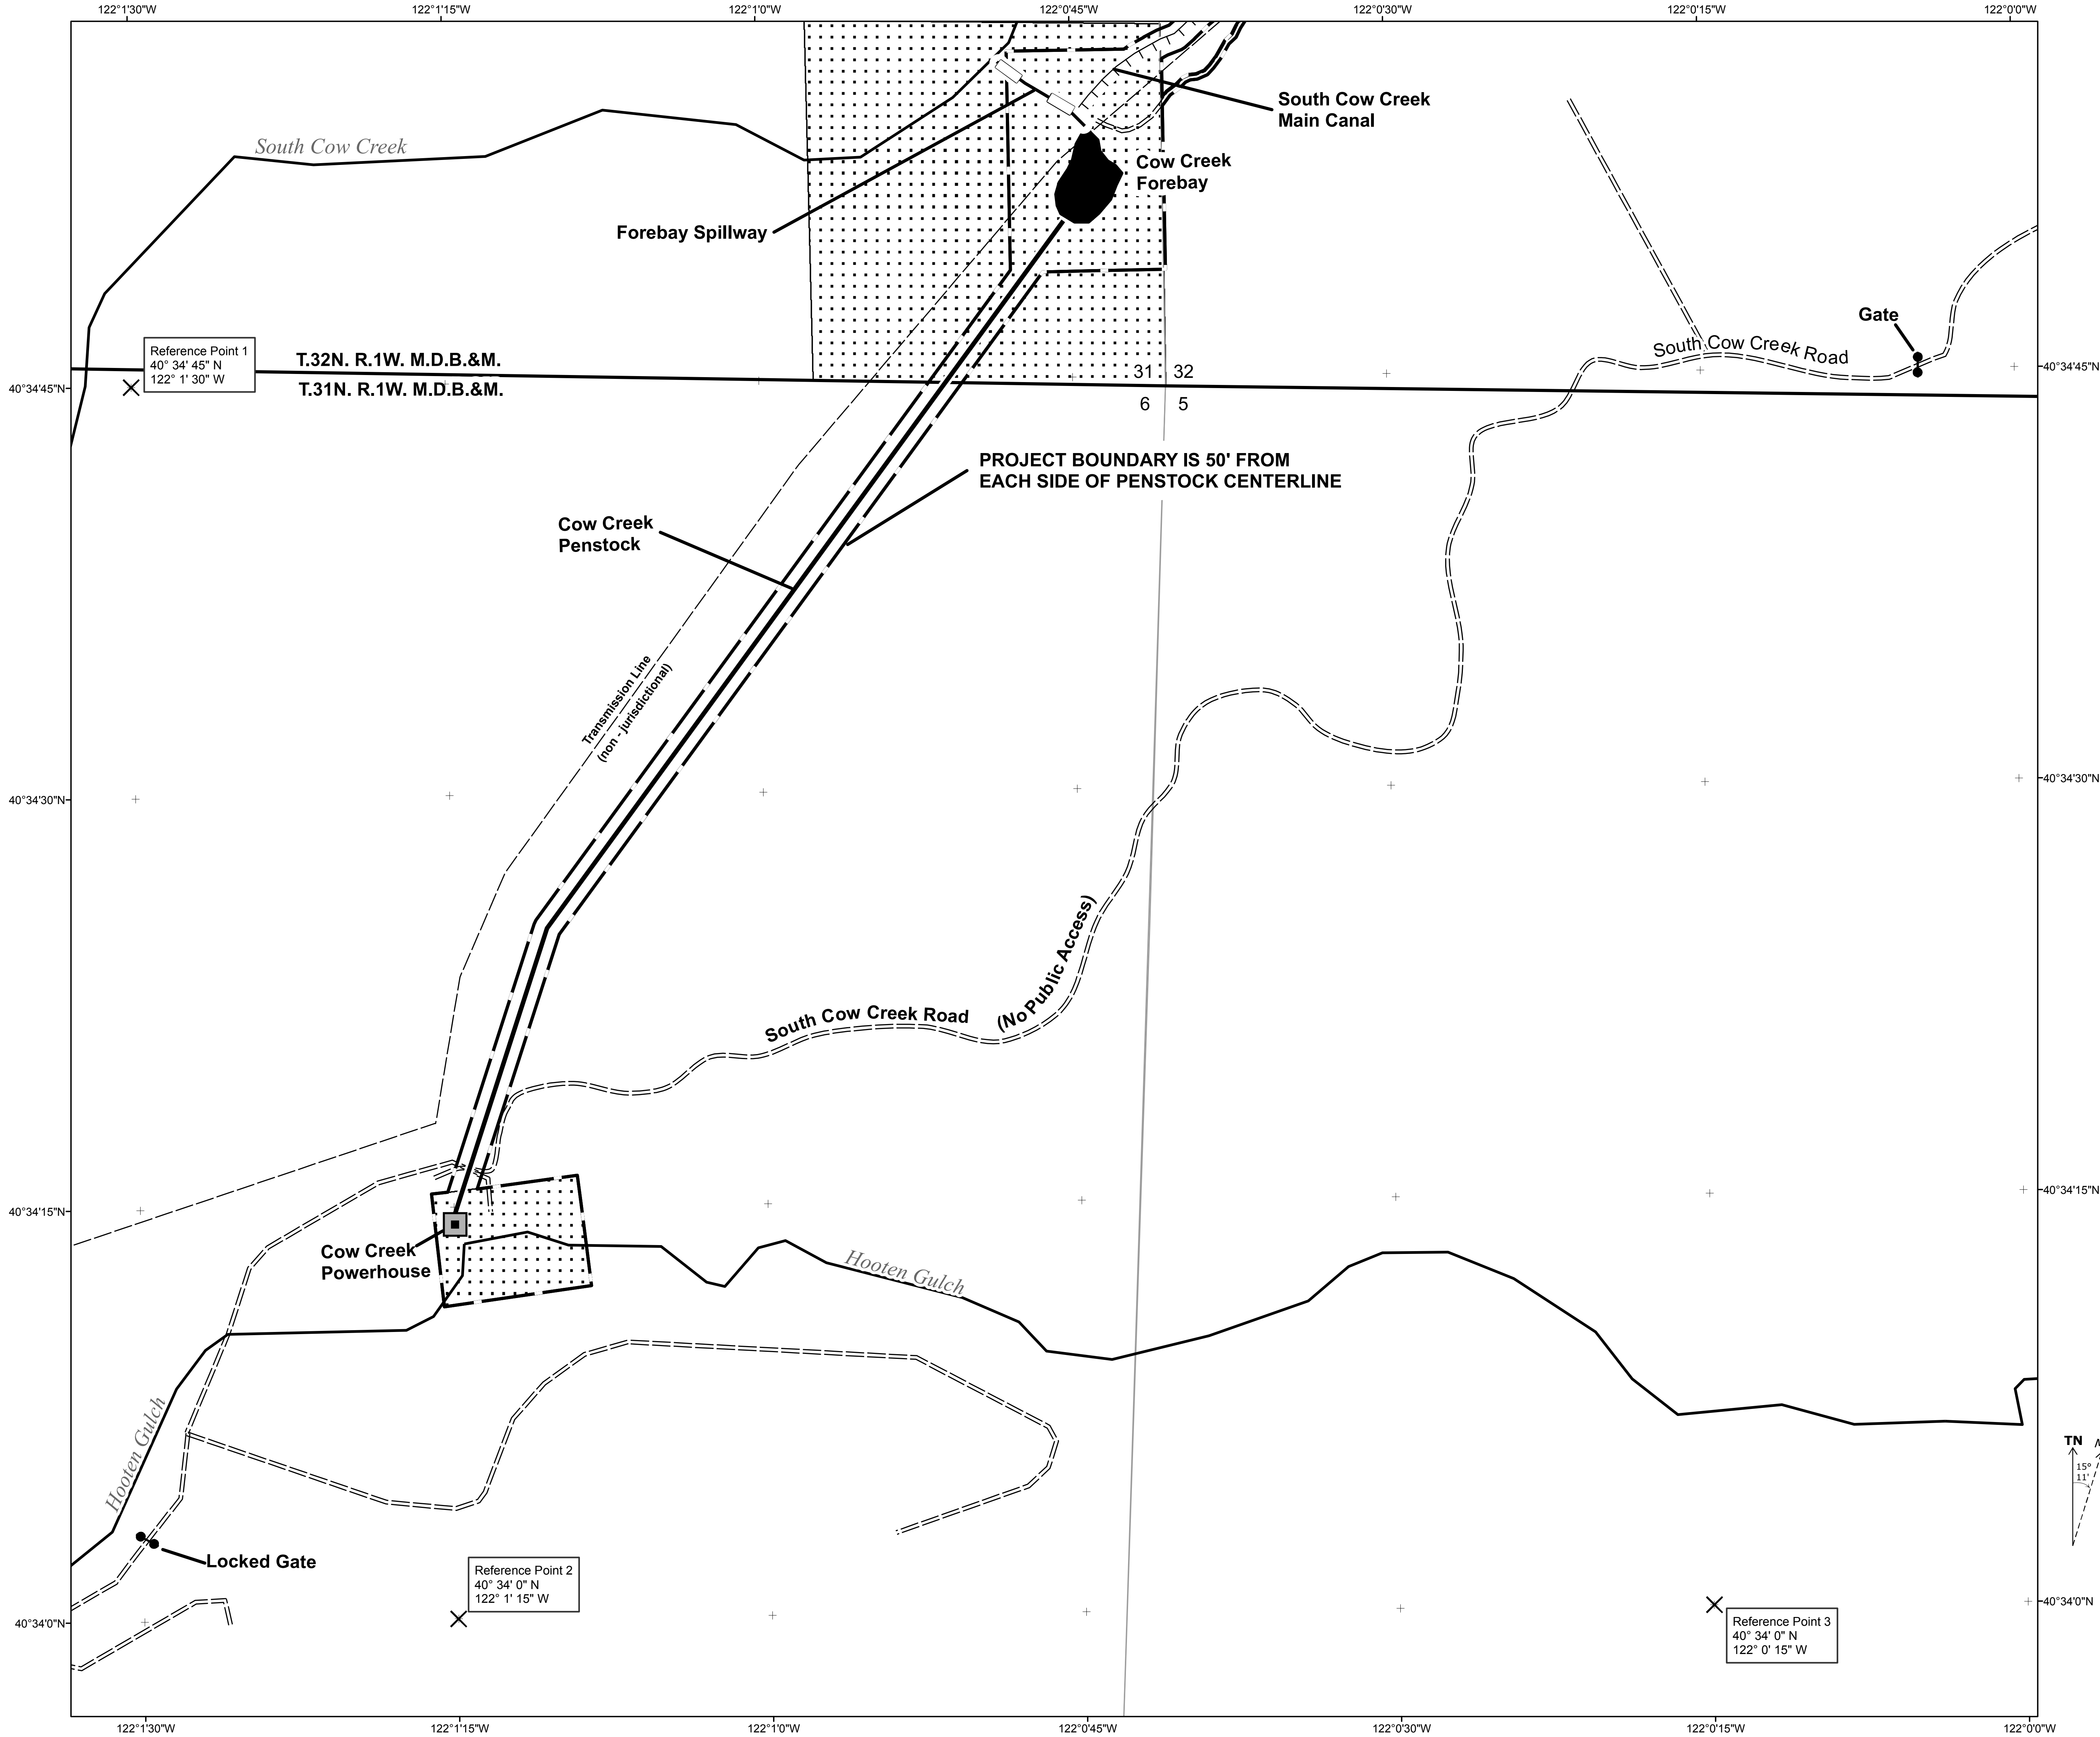 122°1'30"W 122°1'15"W 122°1'0"W 122°0'45"W 122°0'30"W 122°0'15"W 122°0'0"W
South Cow Creek
South Cow Creek
Main Canal
Cow Creek
Forebay
Forebay Spillway
Gate
South Cow Creek Road
Reference Point 1
40° 34' 45" N
122° 1' 30" W
T.32N. R.1W. M.D.B.&M.
T.31N. R.1W. M.D.B.&M.
31 32
6 5
40°34'45"N
40°34'45"N
PROJECT BOUNDARY IS 50' FROM
EACH SIDE OF PENSTOCK CENTERLINE
Cow Creek
Penstock
Transmission Line
(non - jurisdictional)
40°34'30"N
40°34'30"N
South Cow Creek Road
(No Public Access)
40°34'15"N
40°34'15"N
Cow Creek
Powerhouse
Hooten Gulch
Hooten Gulch
TN
15°
11'
Locked Gate
Reference Point 2
40° 34' 0" N
122° 1' 15" W
Reference Point 3
40° 34' 0" N
122° 0' 15" W
40°34'0"N
40°34'0"N
122°1'30"W 122°1'15"W 122°1'0"W 122°0'45"W 122°0'30"W 122°0'15"W 122°0'0"W